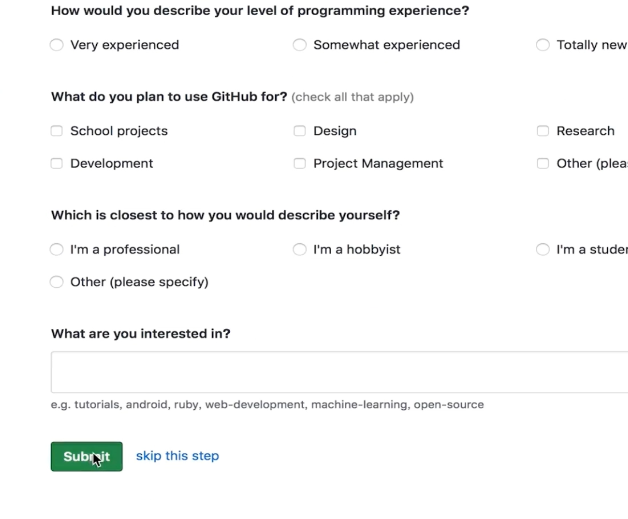 How would you describe your level of programming experience?
Very experienced Somewhat experienced Totally new
What do you plan to use GitHub for? (check all that apply)
School projects Design Research
Development Project Management Other
Which is closest to how you would describe yourself?
I'm a professional I'm a hobbyist I'm a
Other (please specify)
What are you interested in?
e.g. tutorials, android, ruby, web-development, machine-learning, open-source
Submit skip this step